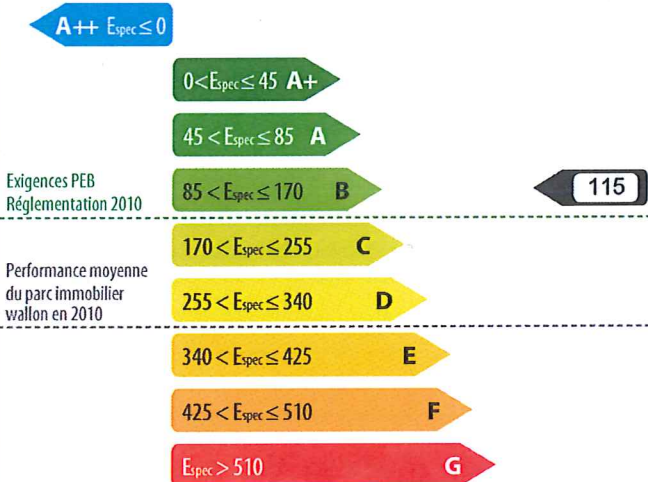 A++ Espec ≤ 0
0 < Espec ≤ 45 A+
45 < Espec ≤ 85 A
Exigences PEB
Réglementation 2010
85 < Espec ≤ 170 B
115
170 < Espec ≤ 255 C
Performance moyenne
du parc immobilier
wallon en 2010
255 < Espec ≤ 340 D
340 < Espec ≤ 425 E
425 < Espec ≤ 510 F
Espec > 510 G